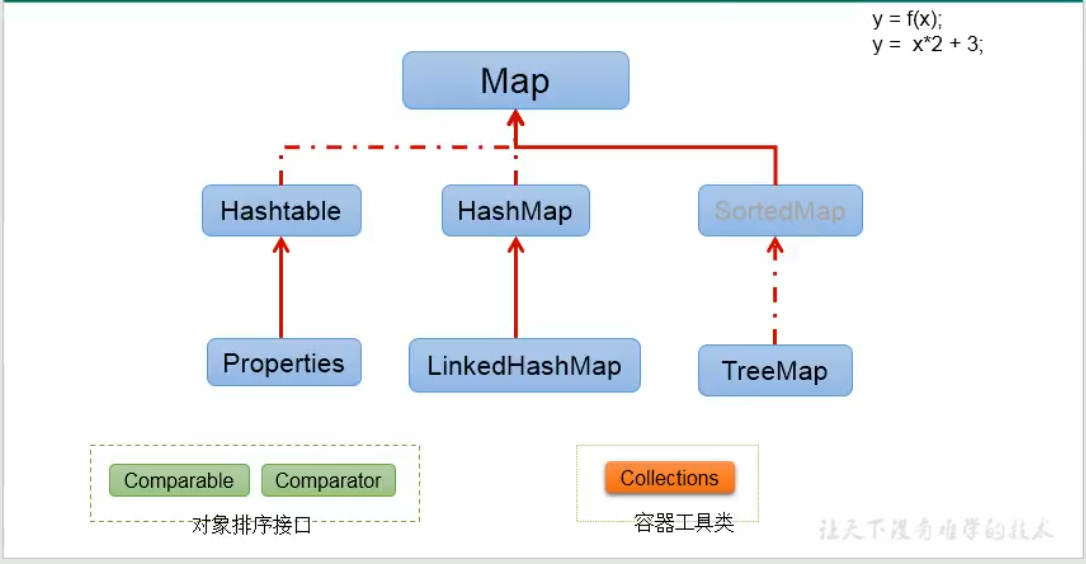 y = f(x);
y = x*2 + 3;
Map
Hashtable
HashMap
SortedMap
Properties
LinkedHashMap
TreeMap
Comparable
Comparator
对象排序接口
Collections
容器工具类
让天下没有难学的技术